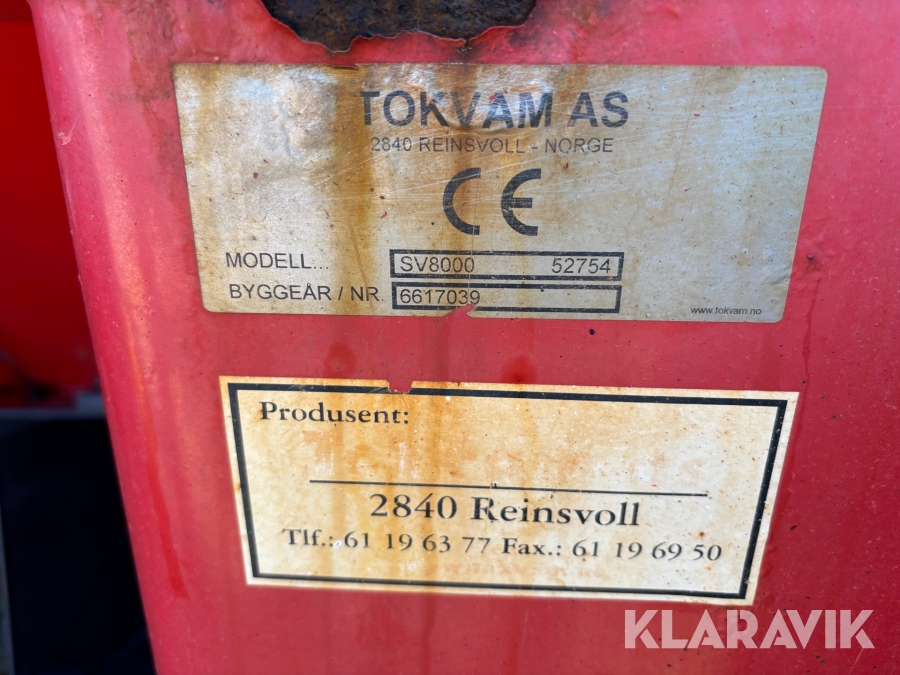 TOKVAM AS
2840 REINSVOLL - NORGE
CE
MODELL... SV8000 52754
BYGGEÅR / NR. 6617039
www.tokvam.no
Produsent:
2840 Reinsvoll
Tlf.: 61 19 63 77 Fax.: 61 19 69 50
KLARAVIK